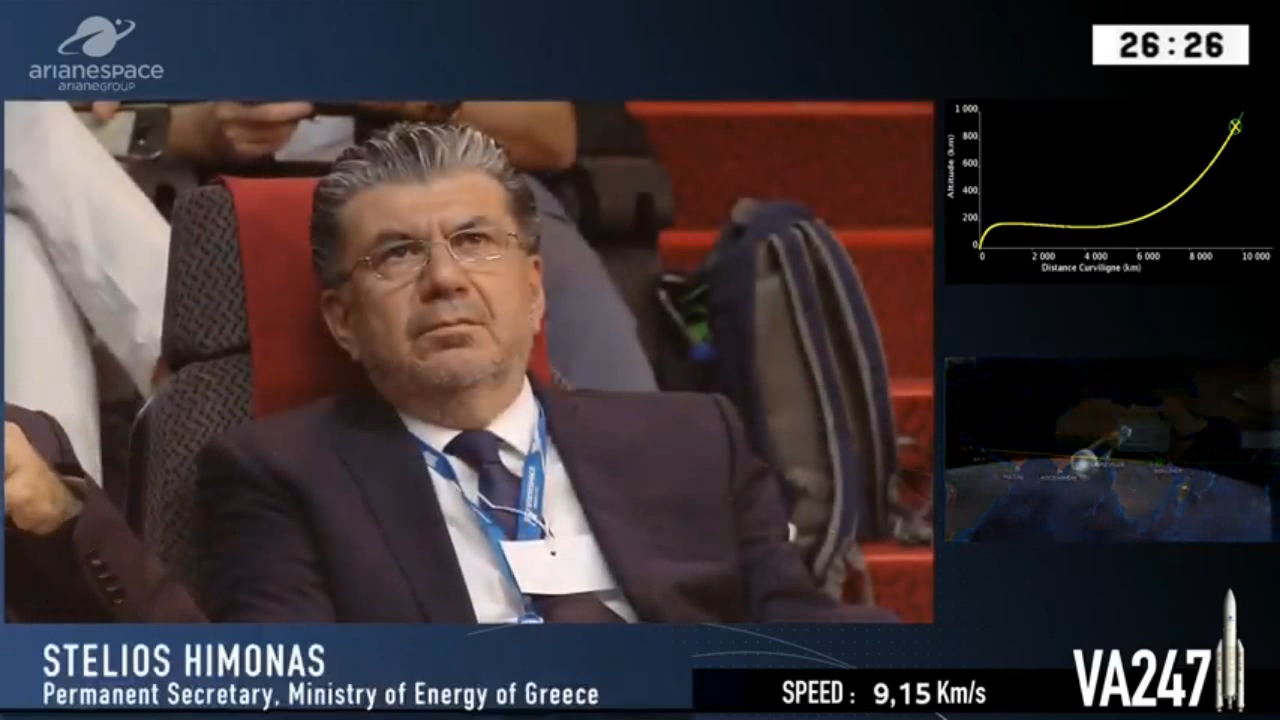 arianespace
arianeGROUP
26:26
1 000
800
600
400
200
0
Altitude (km)
0 2 000 4 000 6 000 8 000 10 000
Distance Curviligne (km)
STELIOS HIMONAS
Permanent Secretary, Ministry of Energy of Greece
SPEED : 9,15 Km/s
VA247